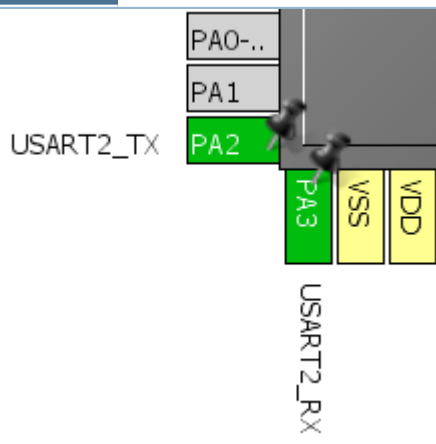 PA0-..
PA1
USART2_TX
PA2
PA3
VSS
VDD
USART2_RX